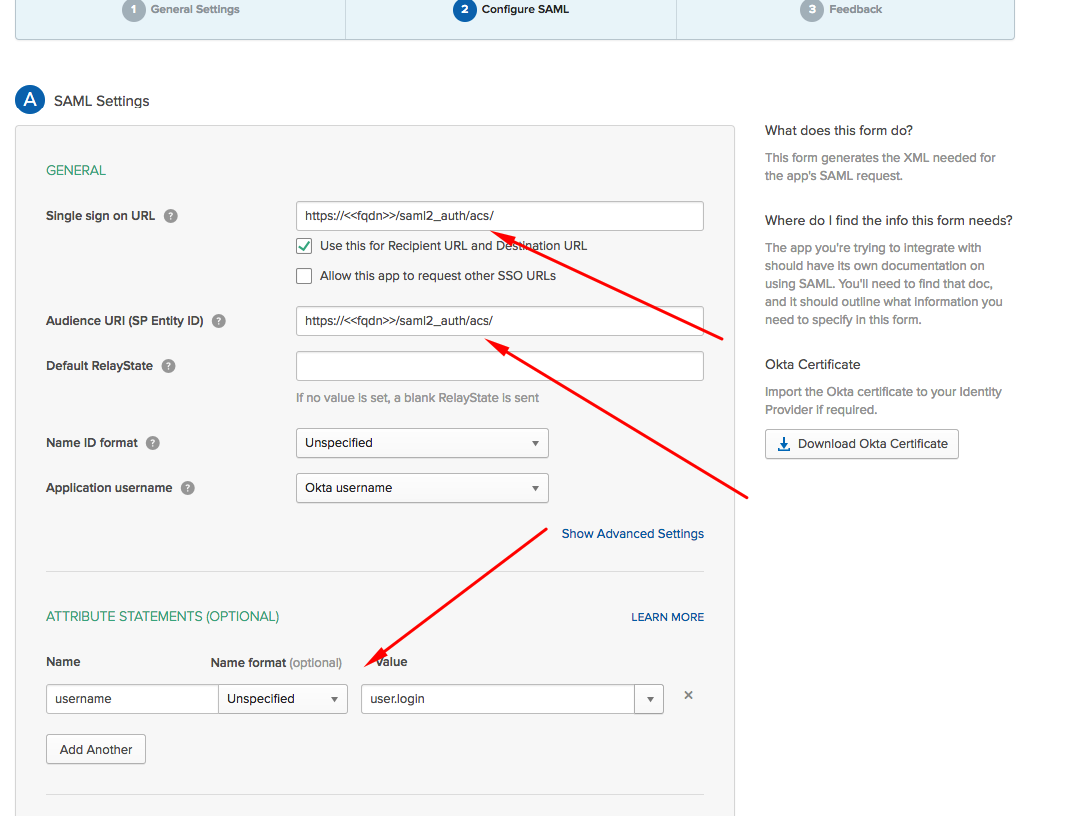 1 General Settings
2 Configure SAML
3 Feedback
A SAML Settings
GENERAL
Single sign on URL ?
https://<<fqdn>>/saml2_auth/acs/
Use this for Recipient URL and Destination URL
Allow this app to request other SSO URLs
Audience URI (SP Entity ID) ?
https://<<fqdn>>/saml2_auth/acs/
Default RelayState ?
If no value is set, a blank RelayState is sent
Name ID format ?
Unspecified
Application username ?
Okta username
Show Advanced Settings
ATTRIBUTE STATEMENTS (OPTIONAL)
LEARN MORE
Name
Name format (optional)
Value
username
Unspecified
user.login
×
Add Another
What does this form do?
This form generates the XML needed for
the app's SAML request.
Where do I find the info this form needs?
The app you're trying to integrate with
should have its own documentation on
using SAML. You'll need to find that doc,
and it should outline what information you
need to specify in this form.
Okta Certificate
Import the Okta certificate to your Identity
Provider if required.
Download Okta Certificate